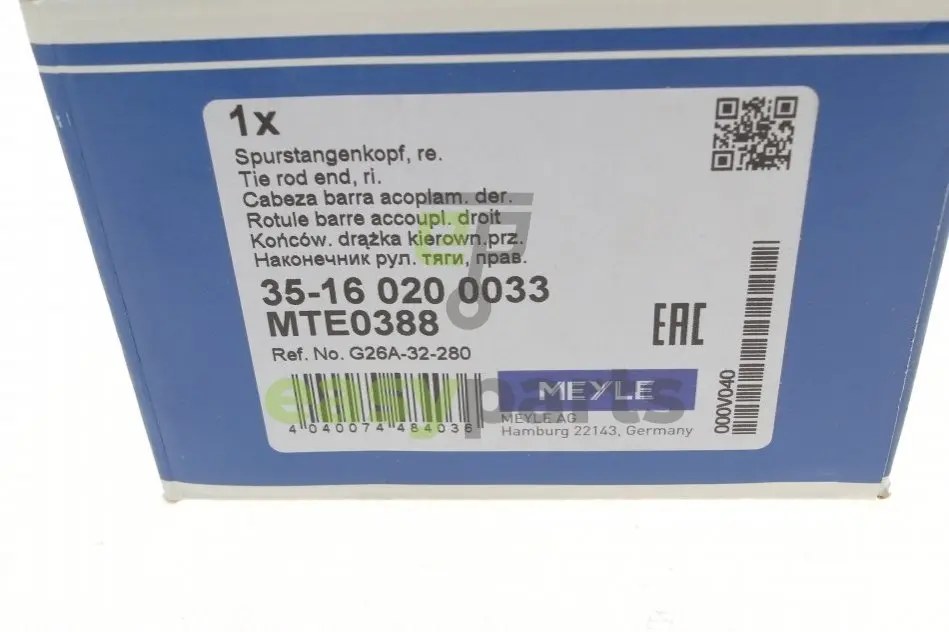 1x
Spurstangenkopf, re.
Tie rod end, ri.
Cabeza barra acoplam. der.
Rotule barre accoupl. droit
Końców. drążka kierown.prz.
Наконечник рул. тяги, прав.
35-16 020 0033
MTE0388
Ref. No. G26A-32-280
EAC
000V040
easyparts
4 040074 484036
MEYLE
MEYLE AG
Hamburg 22143, Germany